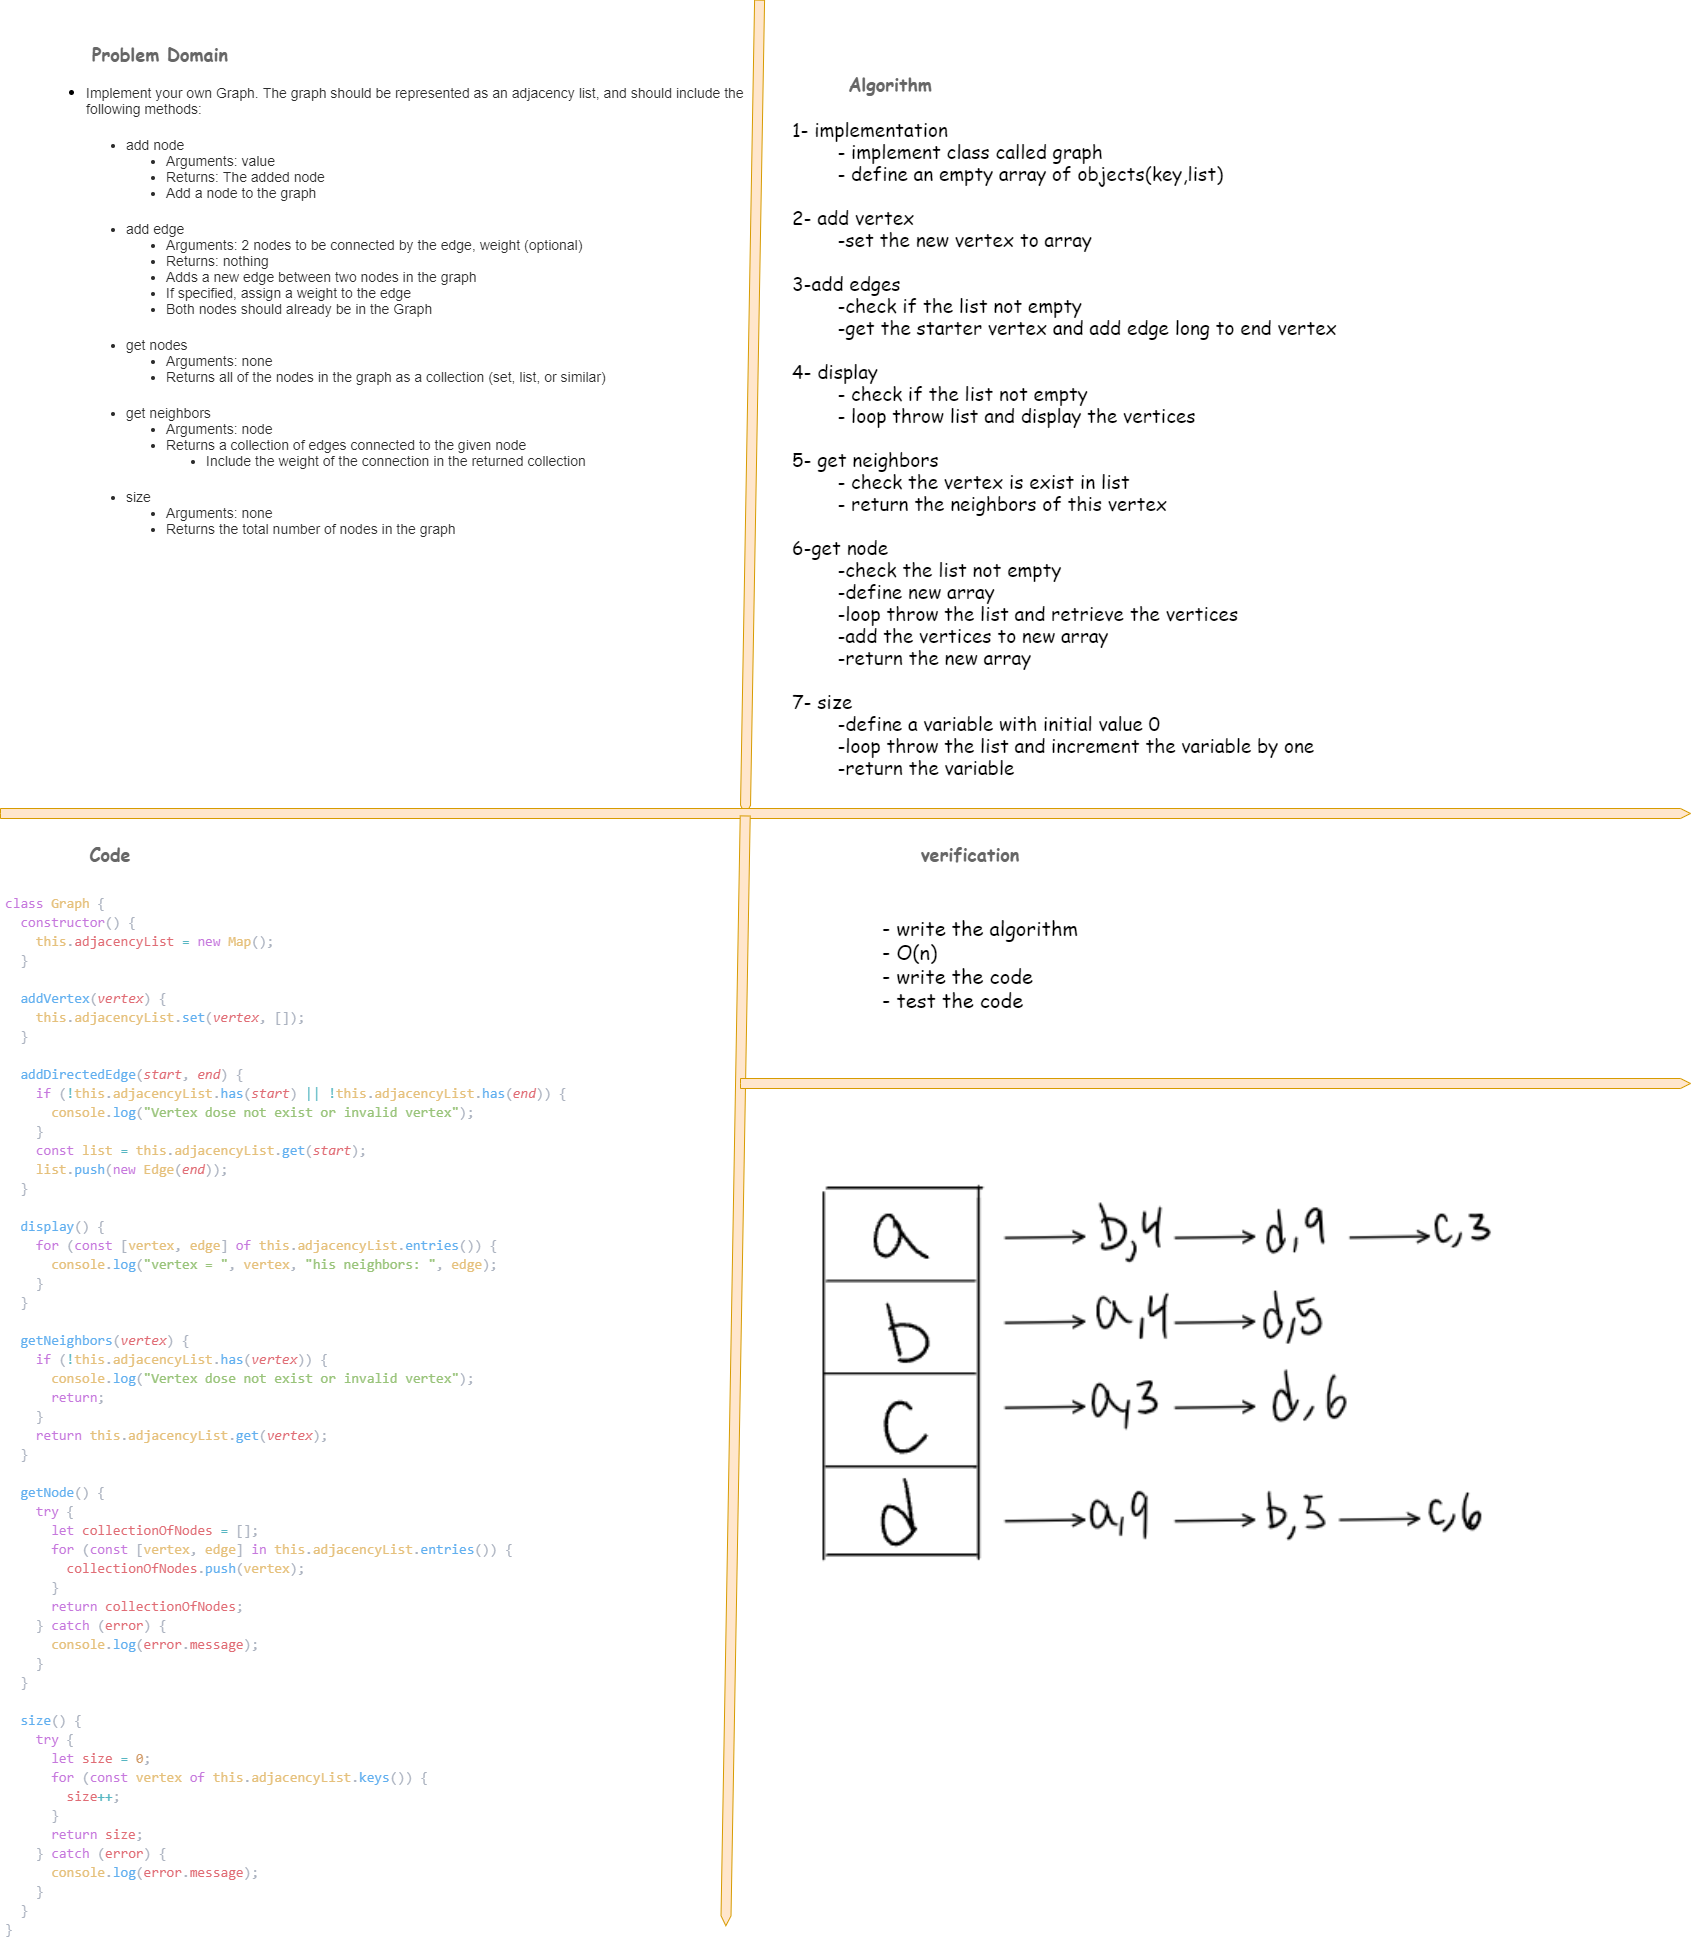 Problem Domain
• Implement your own Graph. The graph should be represented as an adjacency list, and should include the
following methods:
• add node
• Arguments: value
• Returns: The added node
• Add a node to the graph
• add edge
• Arguments: 2 nodes to be connected by the edge, weight (optional)
• Returns: nothing
• Adds a new edge between two nodes in the graph
• If specified, assign a weight to the edge
• Both nodes should already be in the Graph
• get nodes
• Arguments: none
• Returns all of the nodes in the graph as a collection (set, list, or similar)
• get neighbors
• Arguments: node
• Returns a collection of edges connected to the given node
• Include the weight of the connection in the returned collection
• size
• Arguments: none
• Returns the total number of nodes in the graph
Algorithm
1- implementation
- implement class called graph
- define an empty array of objects(key,list)
2- add vertex
-set the new vertex to array
3-add edges
-check if the list not empty
-get the starter vertex and add edge long to end vertex
4- display
- check if the list not empty
- loop throw list and display the vertices
5- get neighbors
- check the vertex is exist in list
- return the neighbors of this vertex
6-get node
-check the list not empty
-define new array
-loop throw the list and retrieve the vertices
-add the vertices to new array
-return the new array
7- size
-define a variable with initial value 0
-loop throw the list and increment the variable by one
-return the variable
Code
class Graph {
constructor() {
this.adjacencyList = new Map();
}
addVertex(vertex) {
this.adjacencyList.set(vertex, []);
}
addDirectedEdge(start, end) {
if (!this.adjacencyList.has(start) || !this.adjacencyList.has(end)) {
console.log("Vertex dose not exist or invalid vertex");
}
const list = this.adjacencyList.get(start);
list.push(new Edge(end));
}
display() {
for (const [vertex, edge] of this.adjacencyList.entries()) {
console.log("vertex = ", vertex, "his neighbors: ", edge);
}
}
getNeighbors(vertex) {
if (!this.adjacencyList.has(vertex)) {
console.log("Vertex dose not exist or invalid vertex");
return;
}
return this.adjacencyList.get(vertex);
}
getNode() {
try {
let collectionOfNodes = [];
for (const [vertex, edge] in this.adjacencyList.entries()) {
collectionOfNodes.push(vertex);
}
return collectionOfNodes;
} catch (error) {
console.log(error.message);
}
}
size() {
try {
let size = 0;
for (const vertex of this.adjacencyList.keys()) {
size++;
}
return size;
} catch (error) {
console.log(error.message);
}
}
}
verification
- write the algorithm
- O(n)
- write the code
- test the code
a b,4 d,9 c,3
b a,4 d,5
c a,3 d,6
d a,9 b,5 c,6